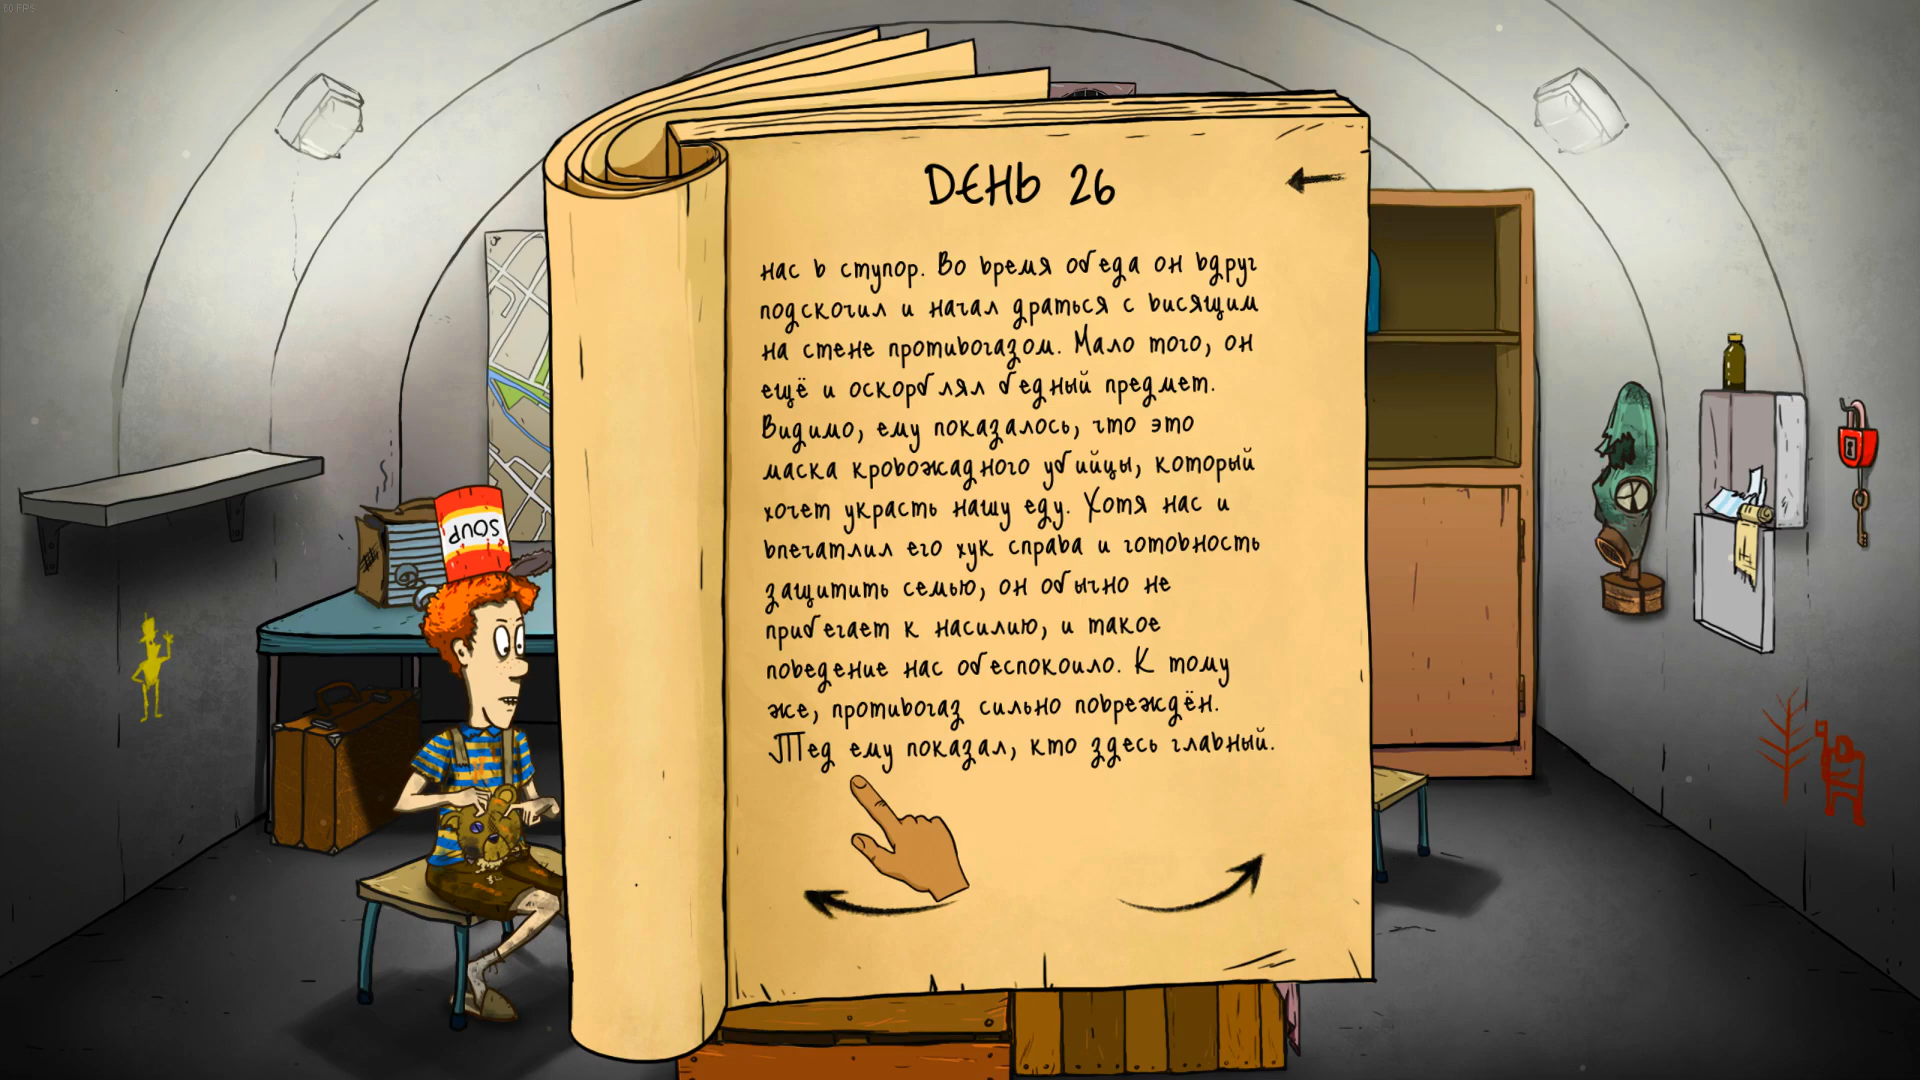 60 FPS
ДЕНЬ 26
нас в ступор. Во время обеда он вдруг
подскочил и начал драться с висящим
на стене противогазом. Мало того, он
ещё и оскорблял бедный предмет.
Видимо, ему показалось, что это
маска кровожадного убийцы, который
хочет украсть нашу еду. Хотя нас и
впечатлил его хук справа и готовность
защитить семью, он обычно не
прибегает к насилию, и такое
поведение нас обеспокоило. К тому
же, противогаз сильно повреждён.
Тед ему показал, кто здесь главный.
SOUP